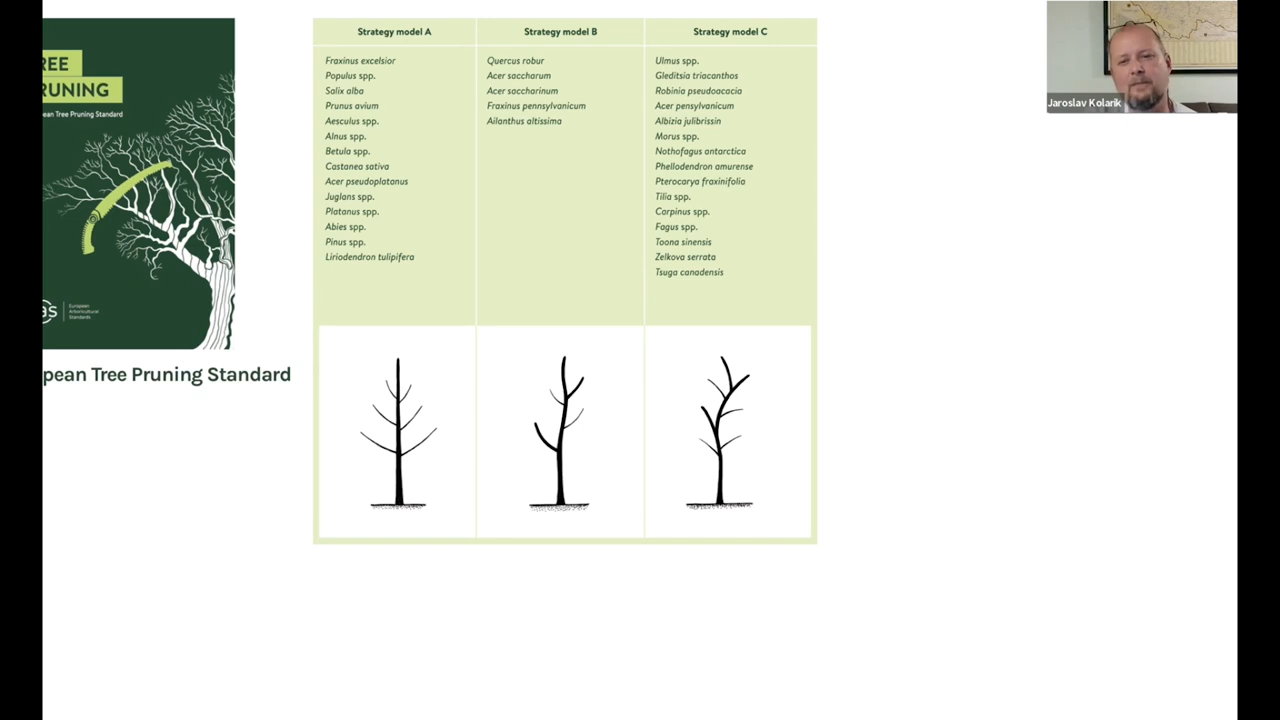 REE
RUNING
ean Tree Pruning Standard
as
European
Arboricultural
Standards
pean Tree Pruning Standard
Strategy model A
Fraxinus excelsior
Populus spp.
Salix alba
Prunus avium
Aesculus spp.
Alnus spp.
Betula spp.
Castanea sativa
Acer pseudoplatanus
Juglans spp.
Platanus spp.
Abies spp.
Pinus spp.
Liriodendron tulipifera
Strategy model B
Quercus robur
Acer saccharum
Acer saccharinum
Fraxinus pennsylvanicum
Ailanthus altissima
Strategy model C
Ulmus spp.
Gleditsia triacanthos
Robinia pseudoacacia
Acer pensylvanicum
Albizia julibrissin
Morus spp.
Nothofagus antarctica
Phellodendron amurense
Pterocarya fraxinifolia
Tilia spp.
Carpinus spp.
Fagus spp.
Toona sinensis
Zelkova serrata
Tsuga canadensis
Jaroslav Kolařík